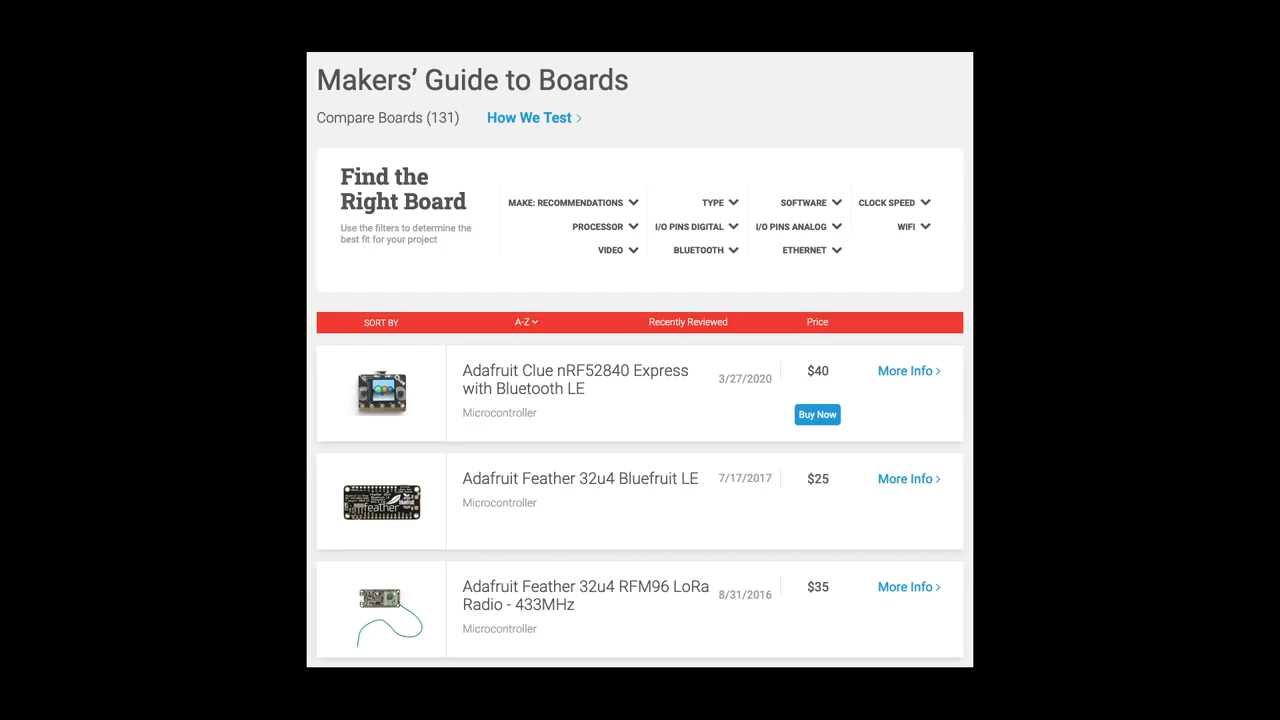 Makers’ Guide to Boards
Compare Boards (131) How We Test >
Find the
Right Board
Use the filters to determine the
best fit for your project
MAKE: RECOMMENDATIONS TYPE SOFTWARE CLOCK SPEED
PROCESSOR I/O PINS DIGITAL I/O PINS ANALOG WIFI
VIDEO BLUETOOTH ETHERNET
SORT BY A-Z Recently Reviewed Price
Adafruit Clue nRF52840 Express
with Bluetooth LE
Microcontroller
3/27/2020 $40 More Info >
Buy Now
Adafruit Feather 32u4 Bluefruit LE 7/17/2017 $25 More Info >
Microcontroller
feather
Adafruit Feather 32u4 RFM96 LoRa
Radio - 433MHz
Microcontroller
8/31/2016 $35 More Info >